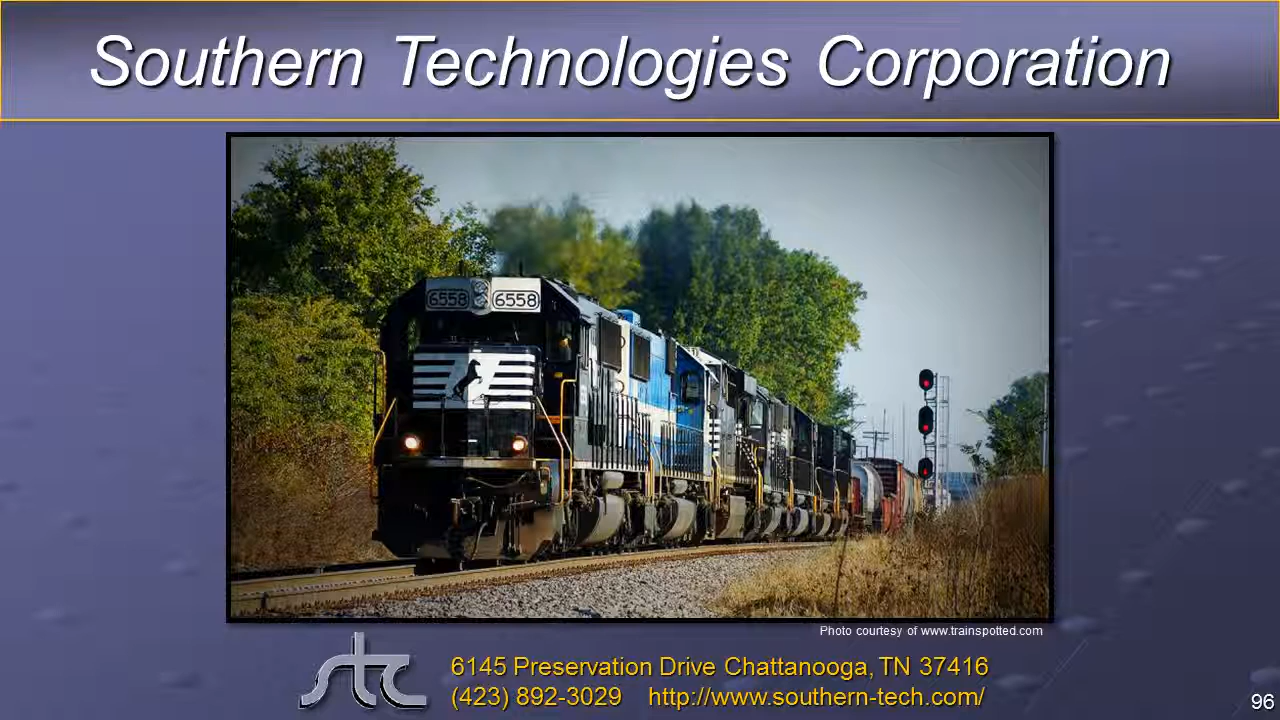 Southern Technologies Corporation
6558 6558
Photo courtesy of www.trainspotted.com
stc
6145 Preservation Drive Chattanooga, TN 37416
(423) 892-3029 http://www.southern-tech.com/
96